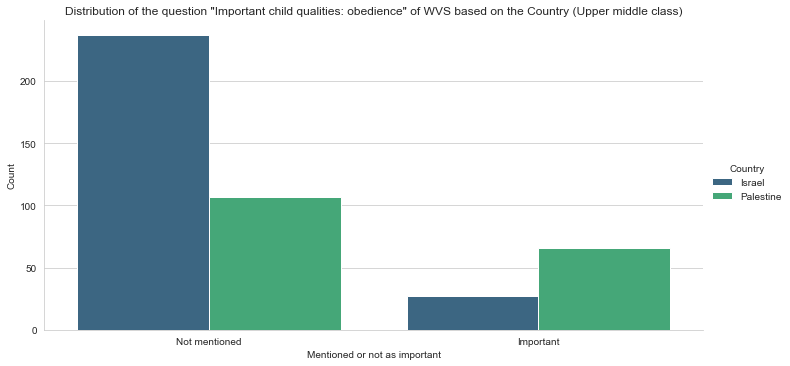 Distribution of the question "Important child qualities: obedience" of WVS based on the Country (Upper middle class)
200
150
100
50
0
Count
Not mentioned
Important
Mentioned or not as important
Country
Israel
Palestine